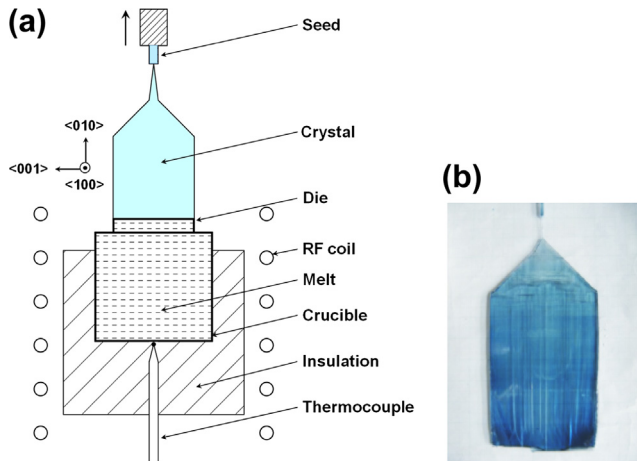 (a)
Seed
<010>
Crystal
<001>
<100>
Die
(b)
RF coil
Melt
Crucible
Insulation
Thermocouple